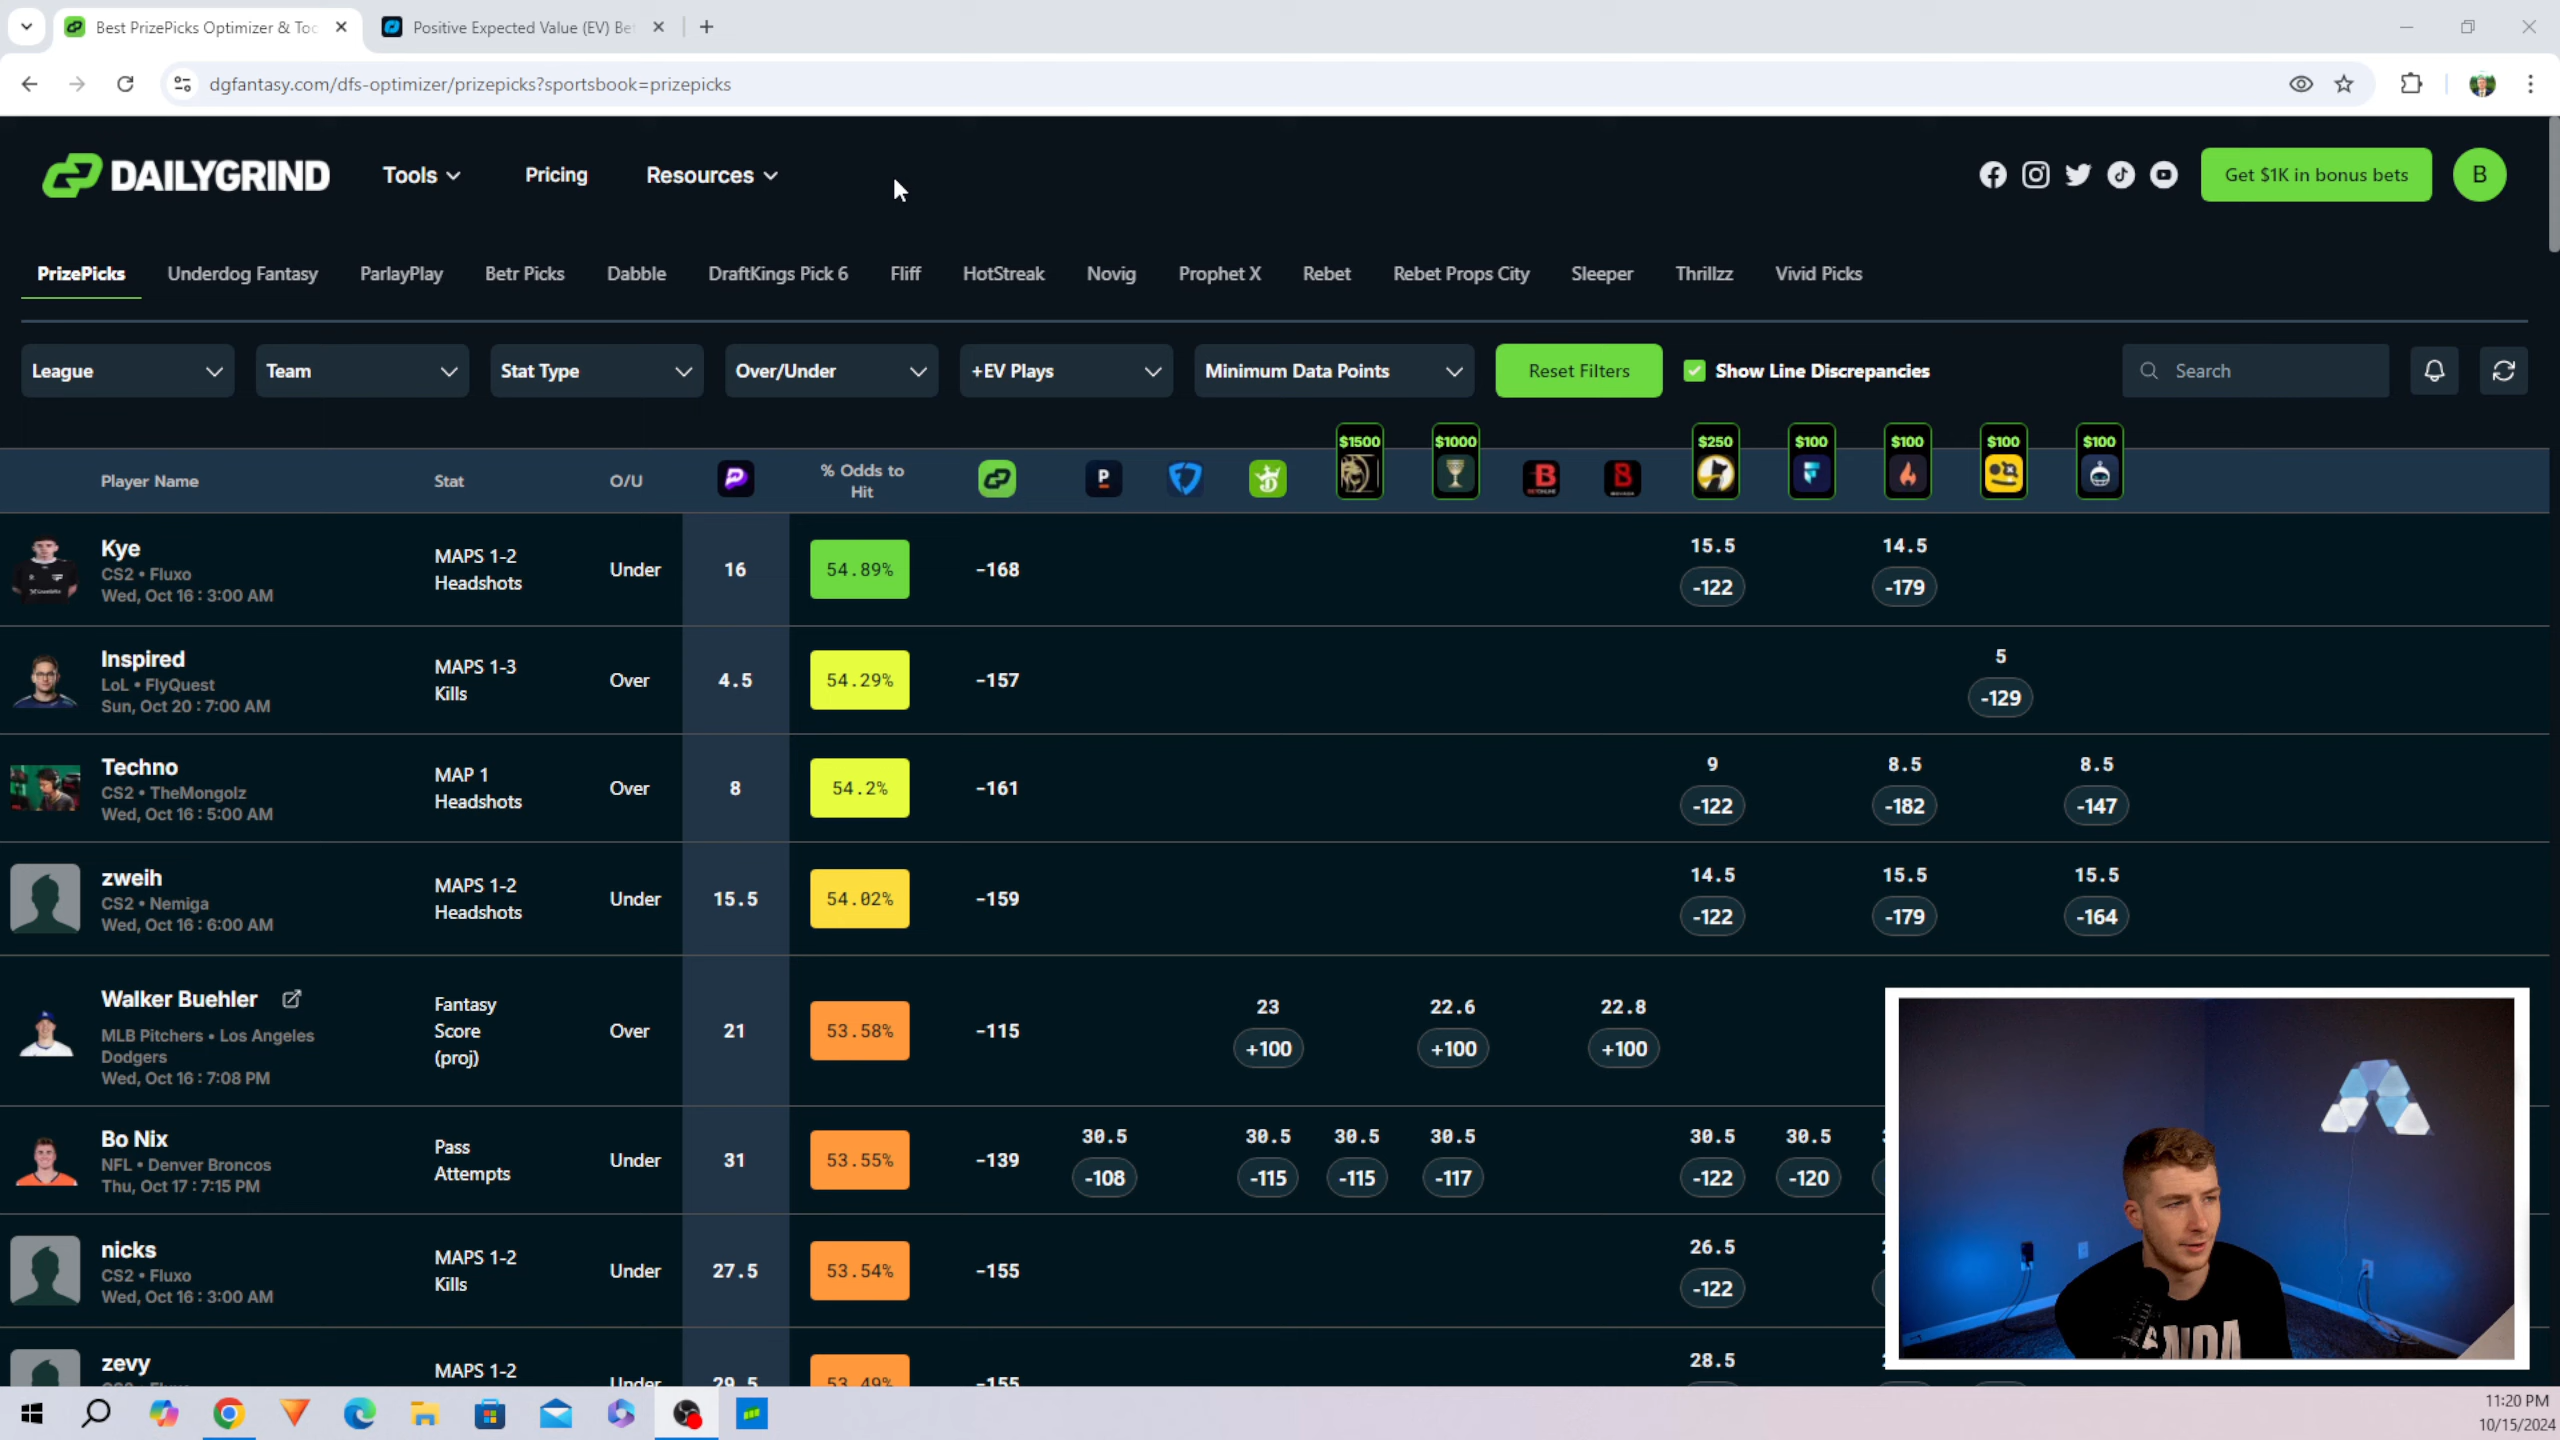 Best PrizePicks Optimizer & Too
Positive Expected Value (EV) Be
dgfantasy.com/dfs-optimizer/prizepicks?sportsbook=prizepicks
DAILYGRIND
Tools
Pricing
Resources
Get $1K in bonus bets
B
PrizePicks
Underdog Fantasy
ParlayPlay
Betr Picks
Dabble
DraftKings Pick 6
Fliff
HotStreak
Novig
Prophet X
Rebet
Rebet Props City
Sleeper
Thrillzz
Vivid Picks
League
Team
Stat Type
Over/Under
+EV Plays
Minimum Data Points
Reset Filters
Show Line Discrepancies
Search
$1500
$1000
$250
$100
$100
$100
$100
Player Name
Stat
O/U
% Odds to
Hit
Kye
CS2 • Fluxo
Wed, Oct 16 : 3:00 AM
MAPS 1-2
Headshots
Under
16
54.89%
-168
15.5
-122
14.5
-179
Inspired
LoL • FlyQuest
Sun, Oct 20 : 7:00 AM
MAPS 1-3
Kills
Over
4.5
54.29%
-157
5
-129
Techno
CS2 • TheMongolz
Wed, Oct 16 : 5:00 AM
MAP 1
Headshots
Over
8
54.2%
-161
9
-122
8.5
-182
8.5
-147
zweih
CS2 • Nemiga
Wed, Oct 16 : 6:00 AM
MAPS 1-2
Headshots
Under
15.5
54.02%
-159
14.5
-122
15.5
-179
15.5
-164
Walker Buehler
MLB Pitchers • Los Angeles
Dodgers
Wed, Oct 16 : 7:08 PM
Fantasy
Score
(proj)
Over
21
53.58%
-115
23
+100
22.6
+100
22.8
+100
Bo Nix
NFL • Denver Broncos
Thu, Oct 17 : 7:15 PM
Pass
Attempts
Under
31
53.55%
-139
30.5
-108
30.5
-115
30.5
-115
30.5
-117
30.5
-122
30.5
-120
nicks
CS2 • Fluxo
Wed, Oct 16 : 3:00 AM
MAPS 1-2
Kills
Under
27.5
53.54%
-155
26.5
-122
zevy
MAPS 1-2
Under
29.5
53.49%
-155
28.5
11:20 PM
10/15/2024